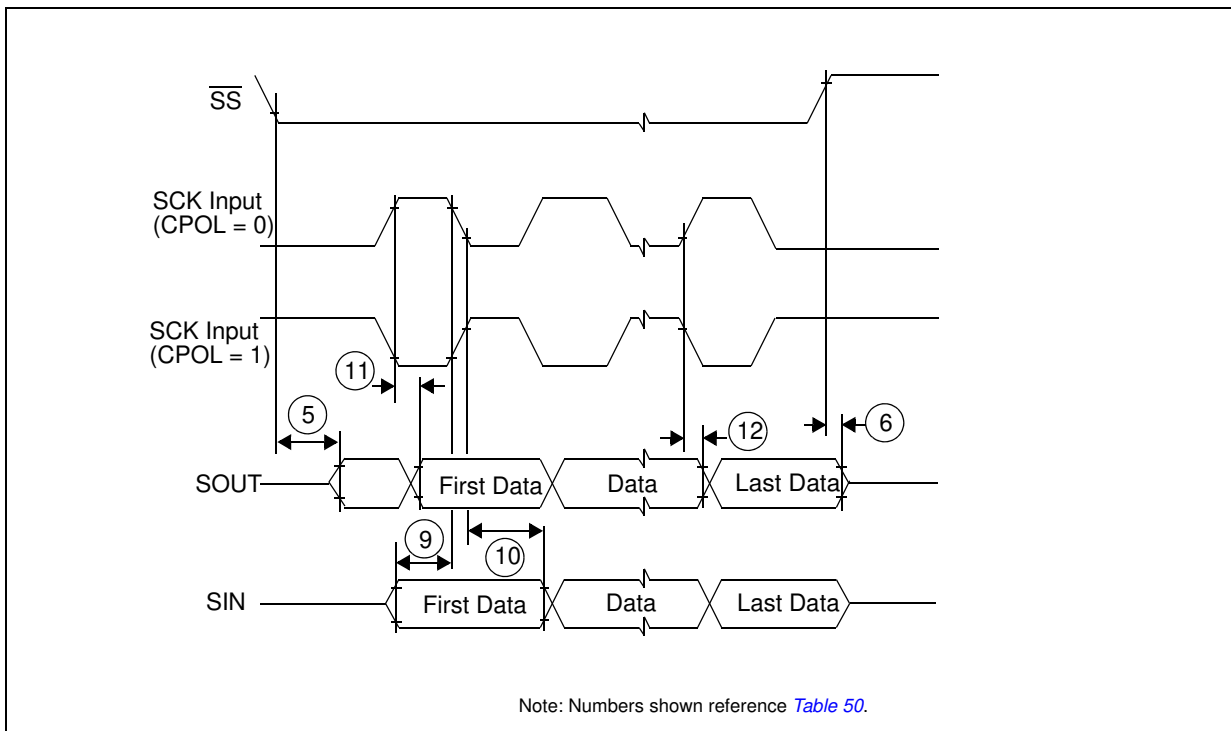 SS
SCK Input
(CPOL = 0)
SCK Input
(CPOL = 1)
11
5
12
6
SOUT
First Data
Data
Last Data
9
10
SIN
First Data
Data
Last Data
Note: Numbers shown reference Table 50.